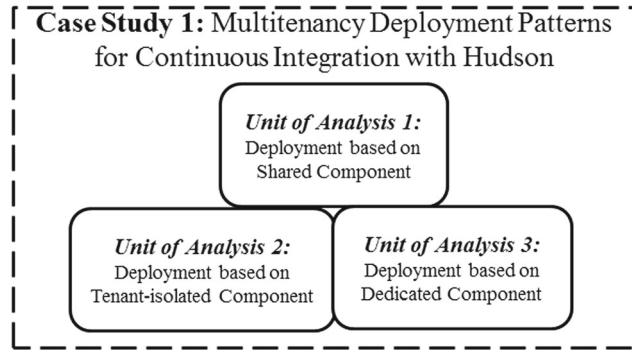 Case Study 1: Multitenancy Deployment Patterns
for Continuous Integration with Hudson
Unit of Analysis 1:
Deployment based on
Shared Component
Unit of Analysis 2:
Deployment based on
Tenant-isolated Component
Unit of Analysis 3:
Deployment based on
Dedicated Component